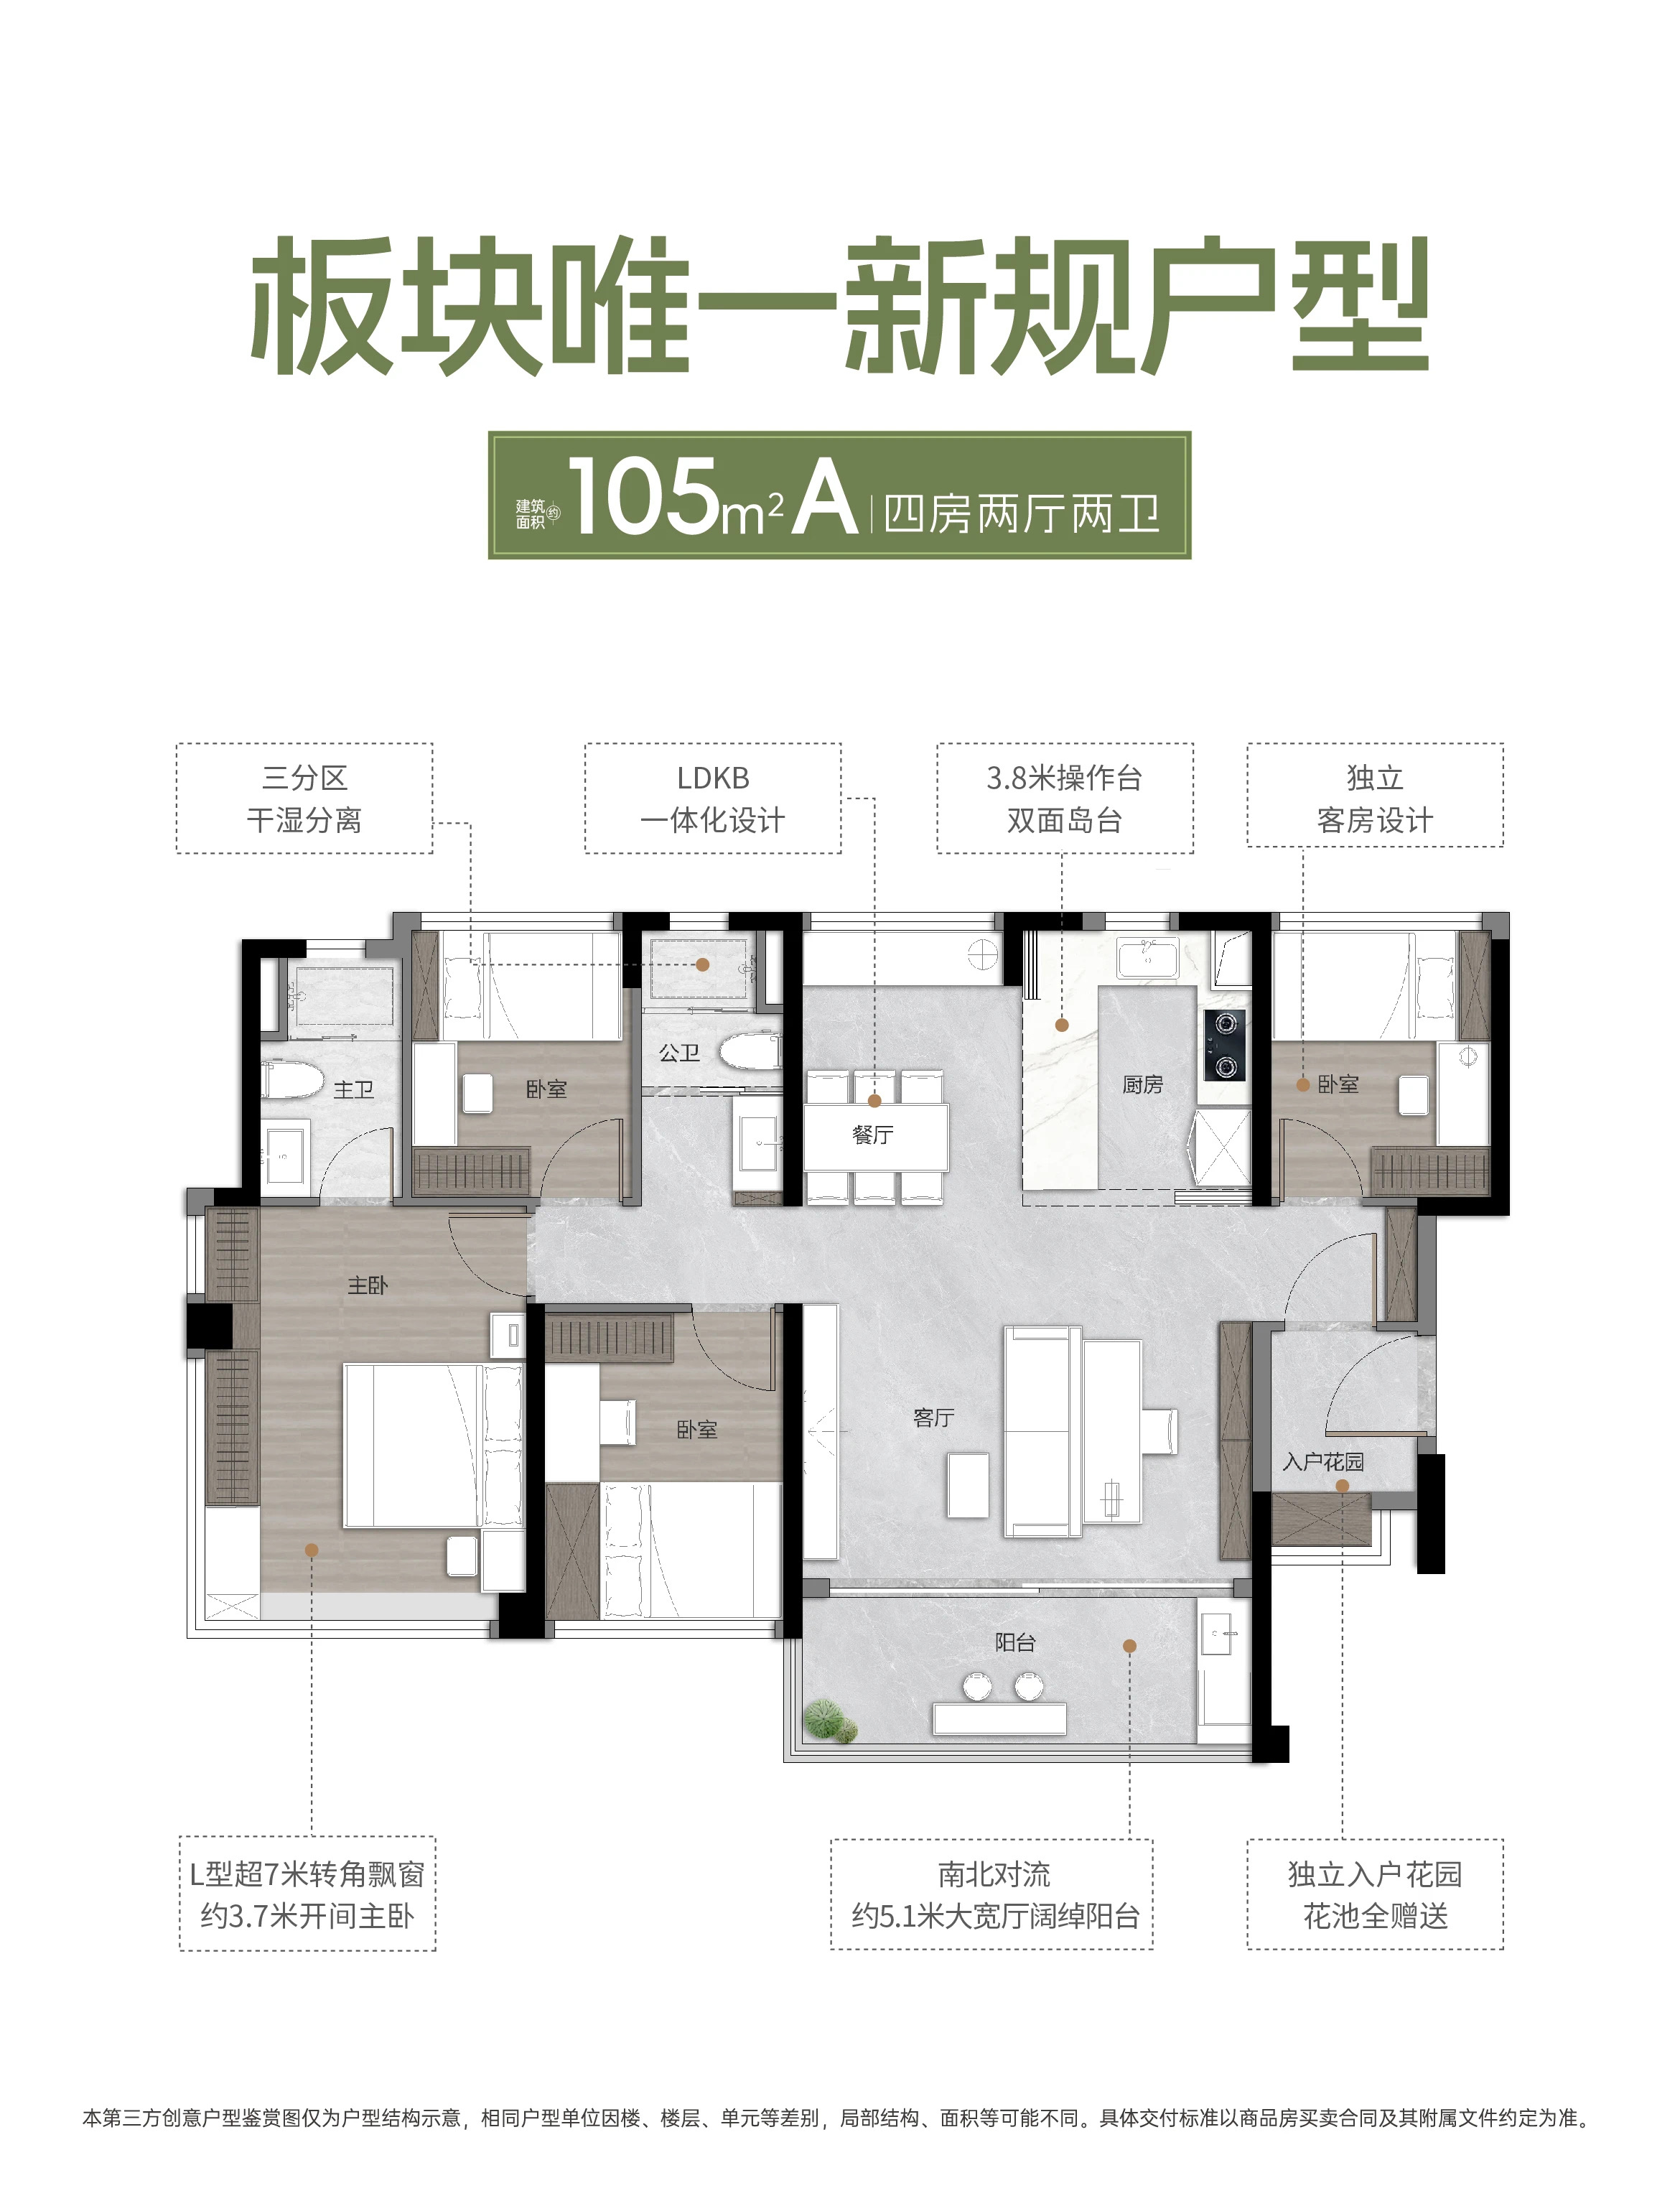 板块唯一新规户型
建筑面积约105m²A 四房两厅两卫
三分区
干湿分离
LDKB
一体化设计
3.8米操作台
双面岛台
独立
客房设计
公卫
主卫
卧室
厨房
卧室
餐厅
主卧
卧室
客厅
入户花园
阳台
L型超7米转角飘窗
约3.7米开间主卧
南北对流
约5.1米大宽厅阔绰阳台
独立入户花园
花池全赠送
本第三方创意户型鉴赏图仅为户型结构示意，相同户型单位因楼、楼层、单元等差别，局部结构、面积等可能不同。具体交付标准以商品房买卖合同及其附属文件约定为准。